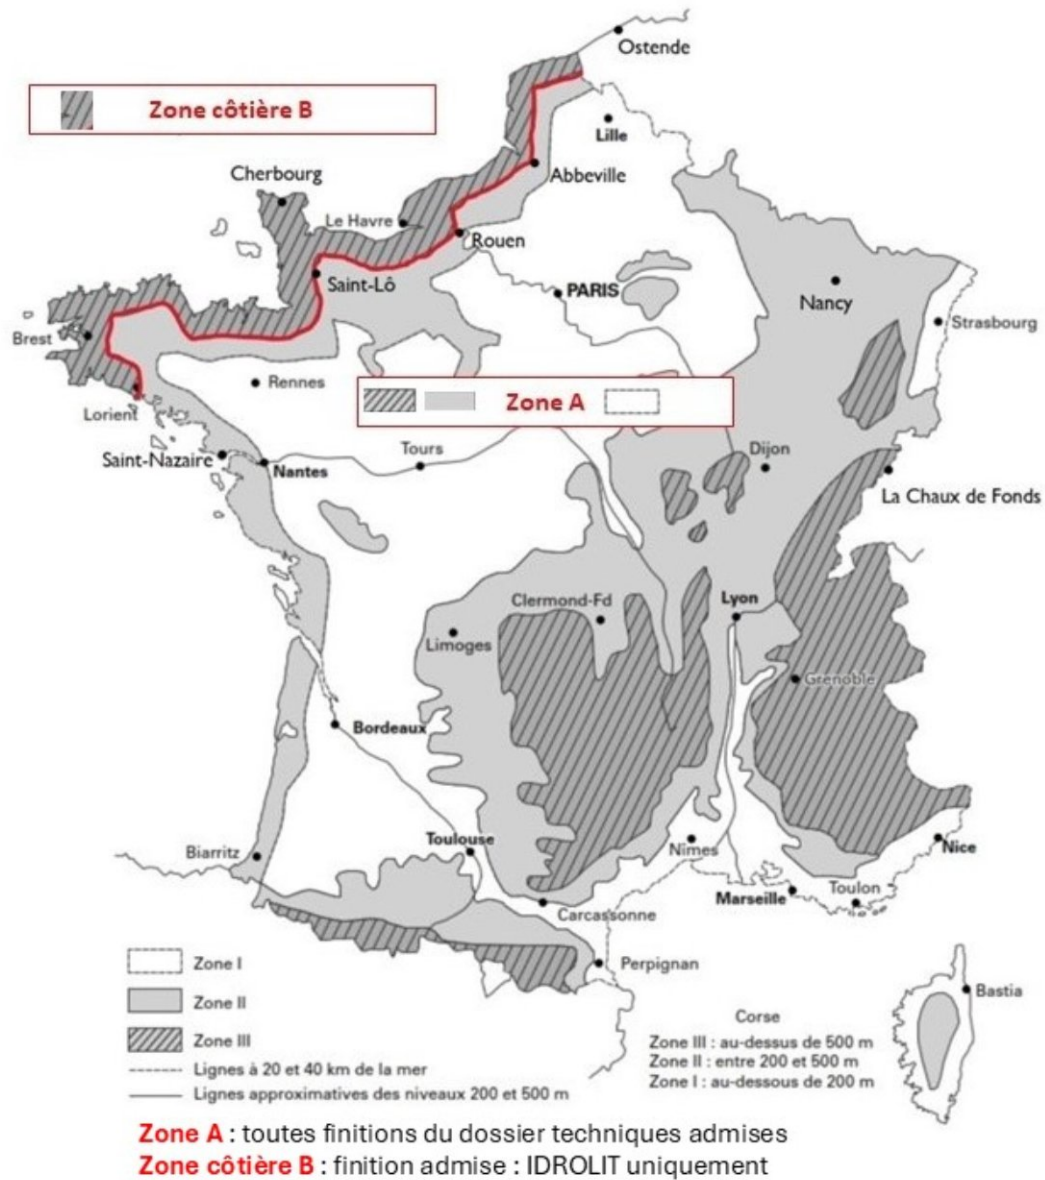 Ostende
Zone côtière B
Lille
Cherbourg
Abbeville
Le Havre
Rouen
Saint-Lô
PARIS
Nancy
Brest
Strasbourg
Rennes
Zone A
Lorient
Saint-Nazaire
Tours
Dijon
Nantes
La Chaux de Fonds
Clermond-Fd
Lyon
Limoges
Grenoble
Bordeaux
Toulouse
Biarritz
Nimes
Nice
Marseille
Toulon
Carcassonne
Perpignan
Zone I
Zone II
Zone III
Lignes à 20 et 40 km de la mer
Lignes approximatives des niveaux 200 et 500 m
Bastia
Corse
Zone III : au-dessus de 500 m
Zone II : entre 200 et 500 m
Zone I : au-dessous de 200 m
Zone A : toutes finitions du dossier techniques admises
Zone côtière B : finition admise : IDROLIT uniquement